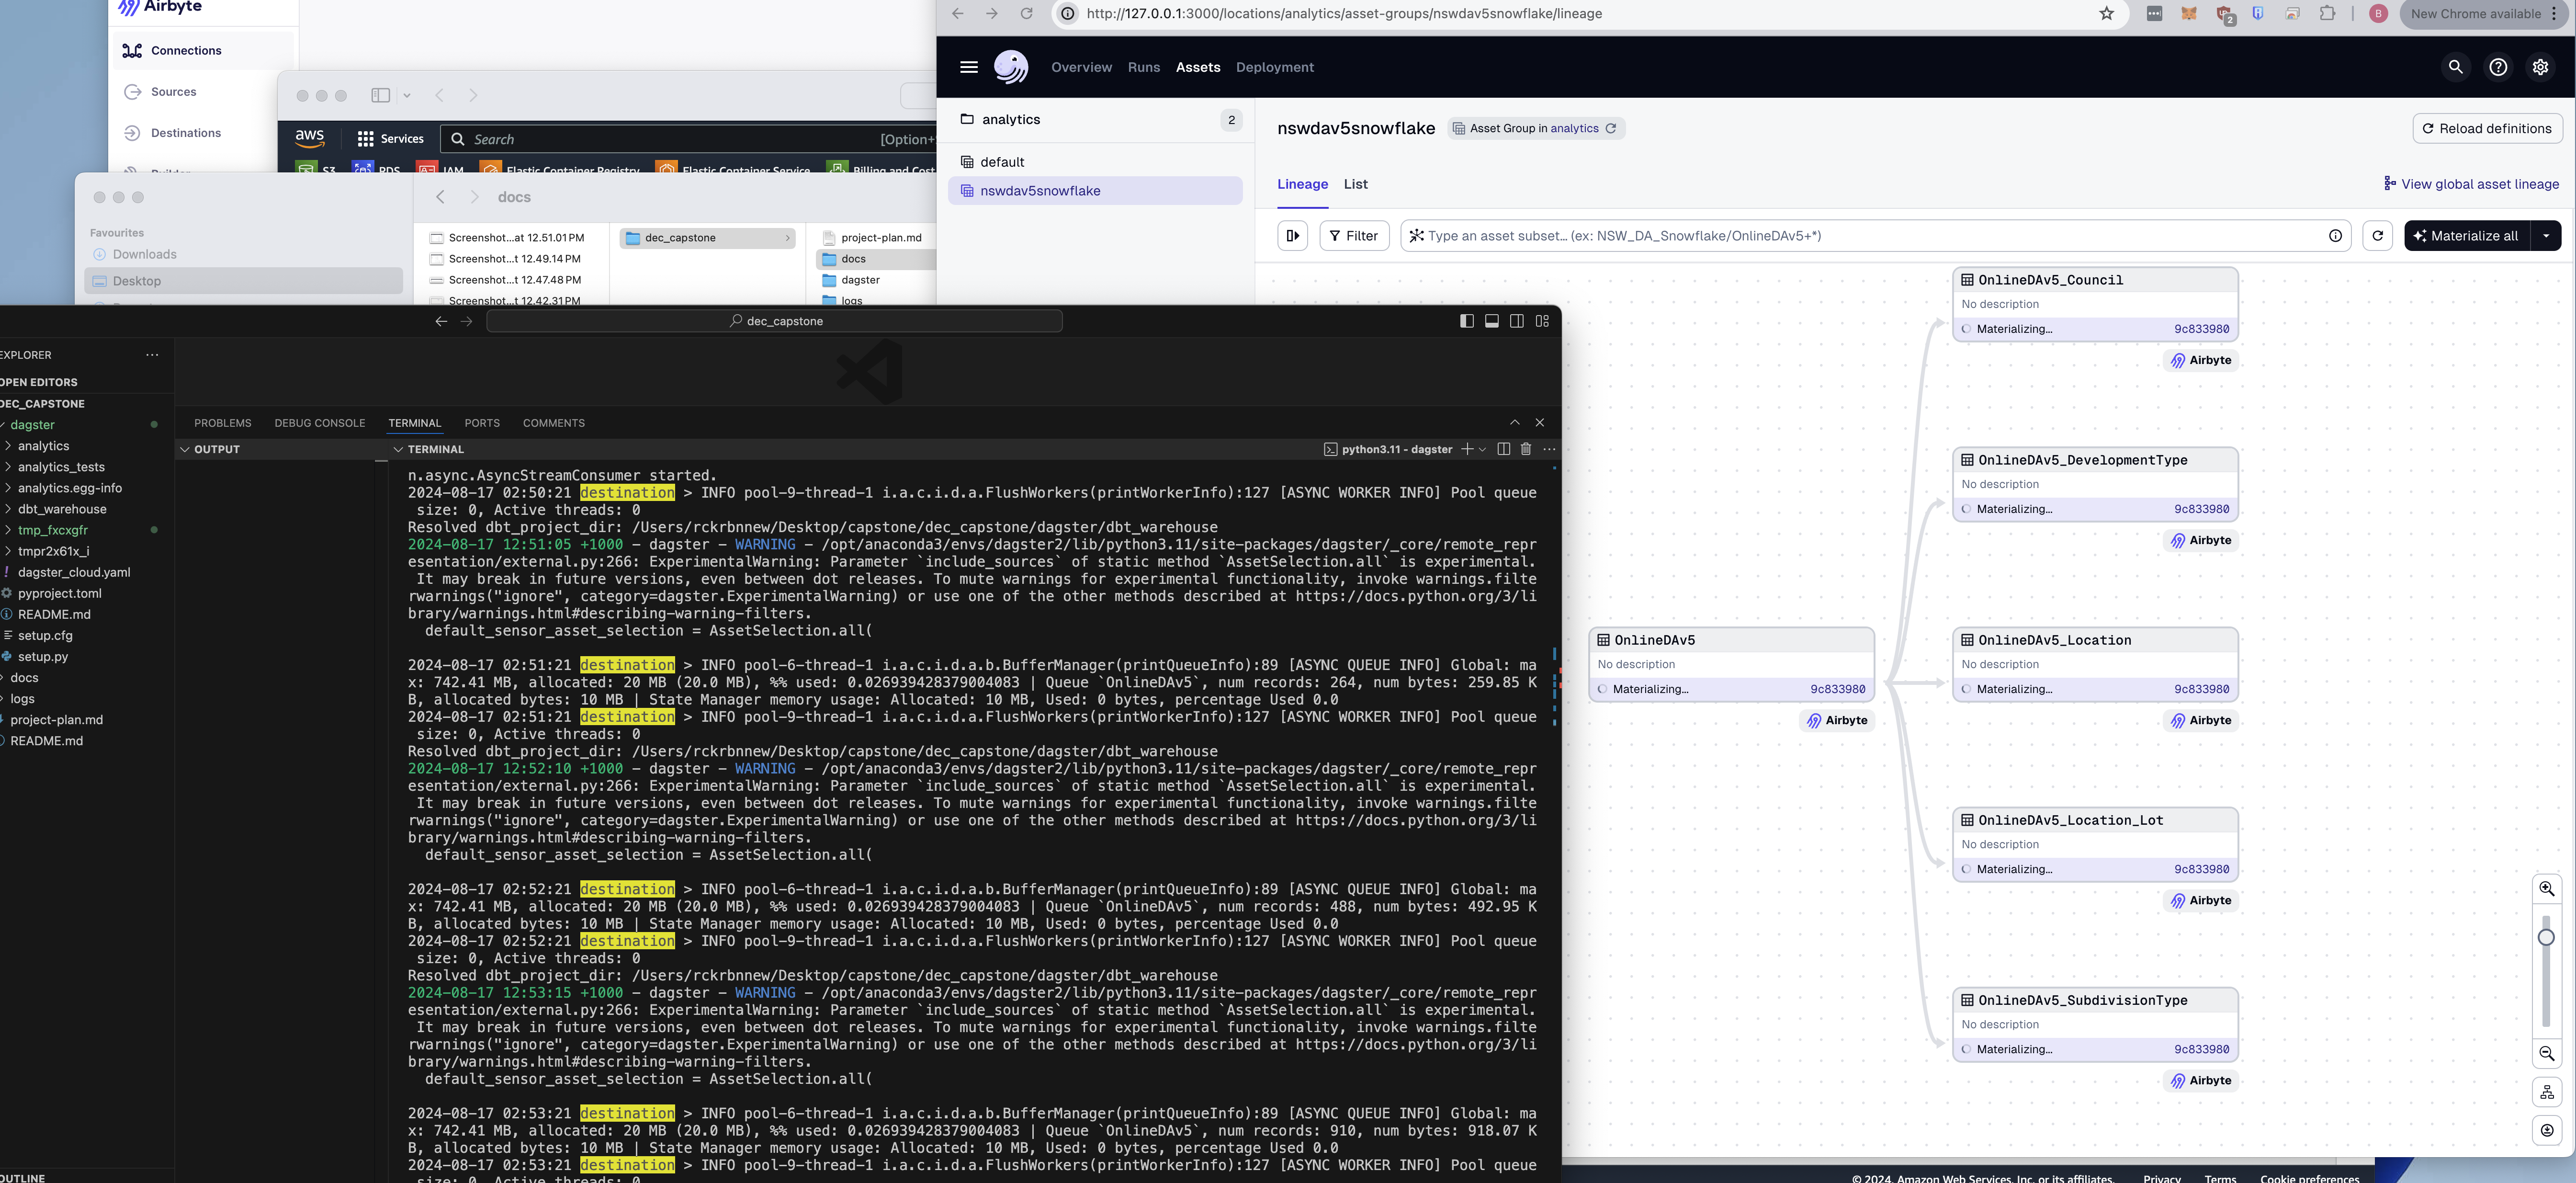 Airbyte
Connections
Sources
Destinations
aws
Services
Search
[Option+
S3
RDS
IAM
Elastic Container Registry
Elastic Container Service
Billing and Cost
docs
Favourites
Downloads
Desktop
Screenshot...at 12.51.01 PM
Screenshot...t 12.49.14 PM
Screenshot...t 12.47.48 PM
Screenshot...t 12.42.31 PM
dec_capstone
project-plan.md
docs
dagster
logs
http://127.0.0.1:3000/locations/analytics/asset-groups/nswdav5snowflake/lineage
2
B
New Chrome available
Overview
Runs
Assets
Deployment
analytics
2
default
nswdav5snowflake
nswdav5snowflake
Asset Group in analytics
Reload definitions
Lineage
List
View global asset lineage
Filter
Type an asset subset... (ex: NSW_DA_Snowflake/OnlineDAv5+*)
Materialize all
OnlineDAv5_Council
No description
Materializing... 9c833980
Airbyte
OnlineDAv5_DevelopmentType
No description
Materializing... 9c833980
Airbyte
OnlineDAv5
No description
Materializing... 9c833980
Airbyte
OnlineDAv5_Location
No description
Materializing... 9c833980
Airbyte
OnlineDAv5_Location_Lot
No description
Materializing... 9c833980
Airbyte
OnlineDAv5_SubdivisionType
No description
Materializing... 9c833980
Airbyte
dec_capstone
EXPLORER
OPEN EDITORS
DEC_CAPSTONE
dagster
analytics
analytics_tests
analytics.egg-info
dbt_warehouse
tmp_fxcxgfr
tmpr2x61x_i
dagster_cloud.yaml
pyproject.toml
README.md
setup.cfg
setup.py
docs
logs
project-plan.md
README.md
OUTLINE
PROBLEMS
DEBUG CONSOLE
TERMINAL
PORTS
COMMENTS
OUTPUT
TERMINAL
python3.11 - dagster
n.async.AsyncStreamConsumer started.
2024-08-17 02:50:21 destination > INFO pool-9-thread-1 i.a.c.i.d.a.FlushWorkers(printWorkerInfo):127 [ASYNC WORKER INFO] Pool queue
size: 0, Active threads: 0
Resolved dbt_project_dir: /Users/rckrbnnew/Desktop/capstone/dec_capstone/dagster/dbt_warehouse
2024-08-17 12:51:05 +1000 - dagster - WARNING - /opt/anaconda3/envs/dagster2/lib/python3.11/site-packages/dagster/_core/remote_repr
esentation/external.py:266: ExperimentalWarning: Parameter `include_sources` of static method `AssetSelection.all` is experimental.
It may break in future versions, even between dot releases. To mute warnings for experimental functionality, invoke warnings.filte
rwarnings("ignore", category=dagster.ExperimentalWarning) or use one of the other methods described at https://docs.python.org/3/li
brary/warnings.html#describing-warning-filters.
default_sensor_asset_selection = AssetSelection.all(
2024-08-17 02:51:21 destination > INFO pool-6-thread-1 i.a.c.i.d.a.b.BufferManager(printQueueInfo):89 [ASYNC QUEUE INFO] Global: ma
x: 742.41 MB, allocated: 20 MB (20.0 MB), %% used: 0.026939428379004083 | Queue `OnlineDAv5`, num records: 264, num bytes: 259.85 K
B, allocated bytes: 10 MB | State Manager memory usage: Allocated: 10 MB, Used: 0 bytes, percentage Used 0.0
2024-08-17 02:51:21 destination > INFO pool-9-thread-1 i.a.c.i.d.a.FlushWorkers(printWorkerInfo):127 [ASYNC WORKER INFO] Pool queue
size: 0, Active threads: 0
Resolved dbt_project_dir: /Users/rckrbnnew/Desktop/capstone/dec_capstone/dagster/dbt_warehouse
2024-08-17 12:52:10 +1000 - dagster - WARNING - /opt/anaconda3/envs/dagster2/lib/python3.11/site-packages/dagster/_core/remote_repr
esentation/external.py:266: ExperimentalWarning: Parameter `include_sources` of static method `AssetSelection.all` is experimental.
It may break in future versions, even between dot releases. To mute warnings for experimental functionality, invoke warnings.filte
rwarnings("ignore", category=dagster.ExperimentalWarning) or use one of the other methods described at https://docs.python.org/3/li
brary/warnings.html#describing-warning-filters.
default_sensor_asset_selection = AssetSelection.all(
2024-08-17 02:52:21 destination > INFO pool-6-thread-1 i.a.c.i.d.a.b.BufferManager(printQueueInfo):89 [ASYNC QUEUE INFO] Global: ma
x: 742.41 MB, allocated: 20 MB (20.0 MB), %% used: 0.026939428379004083 | Queue `OnlineDAv5`, num records: 488, num bytes: 492.95 K
B, allocated bytes: 10 MB | State Manager memory usage: Allocated: 10 MB, Used: 0 bytes, percentage Used 0.0
2024-08-17 02:52:21 destination > INFO pool-9-thread-1 i.a.c.i.d.a.FlushWorkers(printWorkerInfo):127 [ASYNC WORKER INFO] Pool queue
size: 0, Active threads: 0
Resolved dbt_project_dir: /Users/rckrbnnew/Desktop/capstone/dec_capstone/dagster/dbt_warehouse
2024-08-17 12:53:15 +1000 - dagster - WARNING - /opt/anaconda3/envs/dagster2/lib/python3.11/site-packages/dagster/_core/remote_repr
esentation/external.py:266: ExperimentalWarning: Parameter `include_sources` of static method `AssetSelection.all` is experimental.
It may break in future versions, even between dot releases. To mute warnings for experimental functionality, invoke warnings.filte
rwarnings("ignore", category=dagster.ExperimentalWarning) or use one of the other methods described at https://docs.python.org/3/li
brary/warnings.html#describing-warning-filters.
default_sensor_asset_selection = AssetSelection.all(
2024-08-17 02:53:21 destination > INFO pool-6-thread-1 i.a.c.i.d.a.b.BufferManager(printQueueInfo):89 [ASYNC QUEUE INFO] Global: ma
x: 742.41 MB, allocated: 20 MB (20.0 MB), %% used: 0.026939428379004083 | Queue `OnlineDAv5`, num records: 910, num bytes: 918.07 K
B, allocated bytes: 10 MB | State Manager memory usage: Allocated: 10 MB, Used: 0 bytes, percentage Used 0.0
2024-08-17 02:53:21 destination > INFO pool-9-thread-1 i.a.c.i.d.a.FlushWorkers(printWorkerInfo):127 [ASYNC WORKER INFO] Pool queue
size: 0, Active threads: 0
© 2024, Amazon Web Services, Inc. or its affiliates.
Privacy
Terms
Cookie preferences